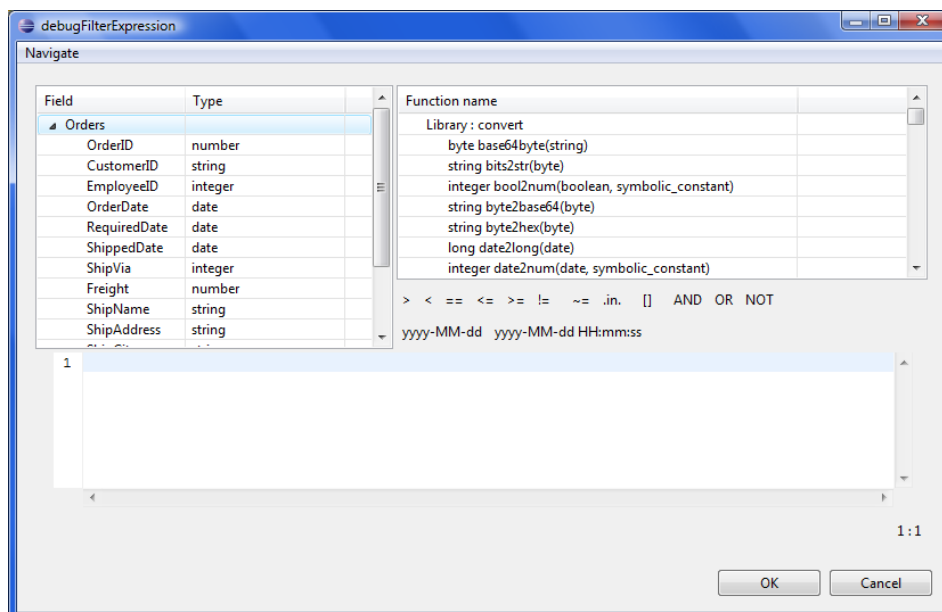 debugFilterExpression
Navigate
Field Type
Orders
OrderID number
CustomerID string
EmployeeID integer
OrderDate date
RequiredDate date
ShippedDate date
ShipVia integer
Freight number
ShipName string
ShipAddress string
Function name
Library : convert
byte base64byte(string)
string bits2str(byte)
integer bool2num(boolean, symbolic_constant)
string byte2base64(byte)
string byte2hex(byte)
long date2long(date)
integer date2num(date, symbolic_constant)
> < == <= >= != ~= .in. [] AND OR NOT
yyyy-MM-dd yyyy-MM-dd HH:mm:ss
1
1:1
OK Cancel